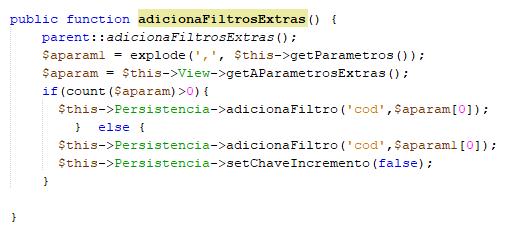 public function adicionaFiltrosExtras() {
    parent::adicionaFiltrosExtras();
    $aparam1 = explode(',', $this->getParametros());
    $aparam = $this->View->getAParametrosExtras();
    if(count($aparam)>0){
      $this->Persistencia->adicionaFiltro('cod',$aparam[0]);
        }  else {
      $this->Persistencia->adicionaFiltro('cod',$aparam1[0]);
      $this->Persistencia->setChaveIncremento(false);
    }
}